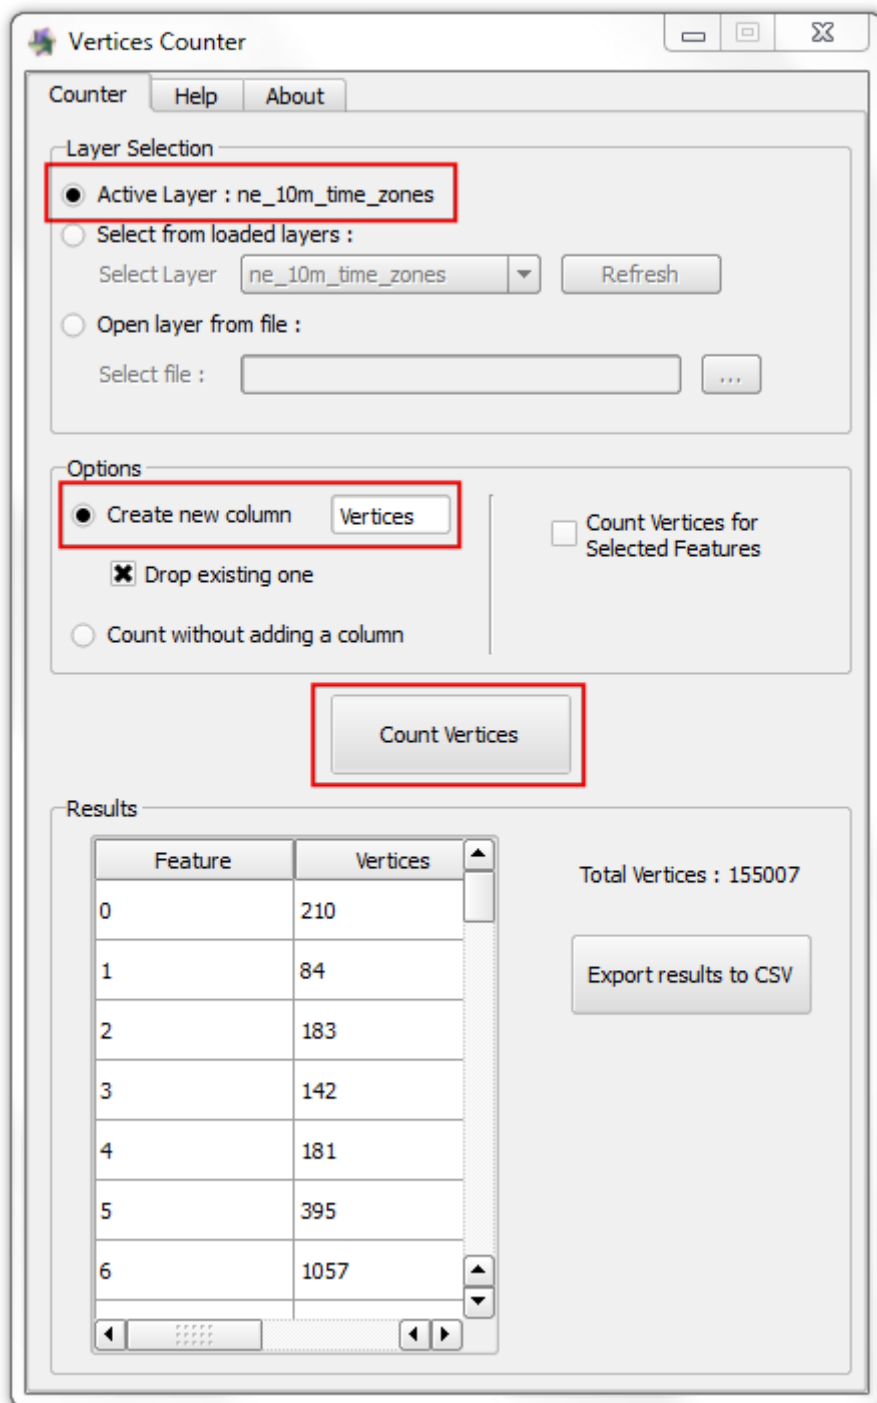 Vertices Counter
Counter Help About
Layer Selection
Active Layer : ne_10m_time_zones
Select from loaded layers :
Select Layer ne_10m_time_zones Refresh
Open layer from file :
Select file : ...
Options
Create new column Vertices
Count Vertices for
Selected Features
Drop existing one
Count without adding a column
Count Vertices
Results
Feature Vertices
Total Vertices : 155007
0 210
1 84
Export results to CSV
2 183
3 142
4 181
5 395
6 1057